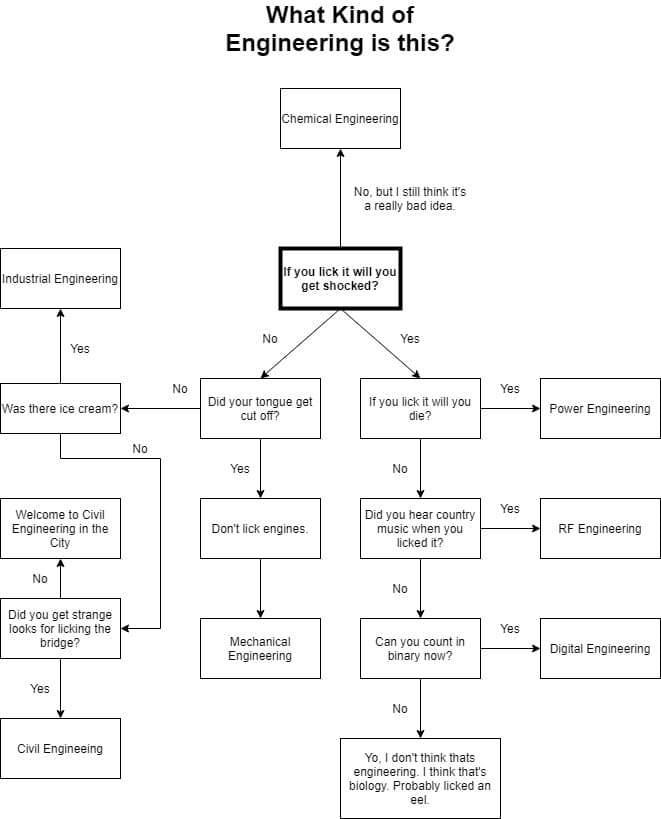 What Kind of
Engineering is this?
Chemical Engineering
No, but I still think it's
a really bad idea.
If you lick it will you
get shocked?
Industrial Engineering
Yes
No
Yes
Was there ice cream?
No
Did your tongue get
cut off?
If you lick it will you
die?
Yes
Power Engineering
No
Yes
No
Welcome to Civil
Engineering in the
City
Don't lick engines.
Did you hear country
music when you
licked it?
Yes
RF Engineering
No
No
Did you get strange
looks for licking the
bridge?
Mechanical
Engineering
Can you count in
binary now?
Yes
Digital Engineering
Yes
No
Civil Engineeing
Yo, I don't think thats
engineering. I think that's
biology. Probably licked an
eel.